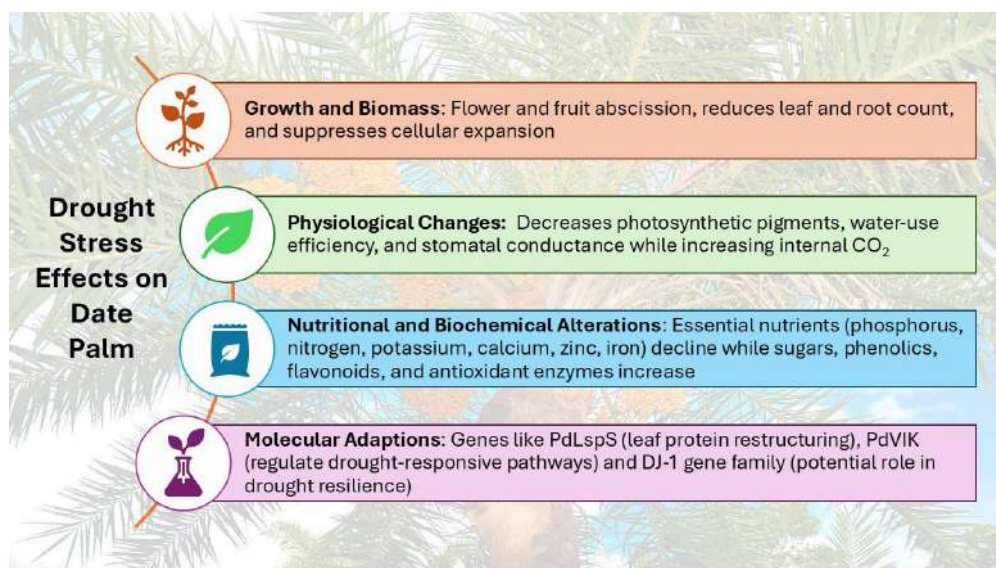 Drought
Stress
Effects on
Date
Palm
Growth and Biomass: Flower and fruit abscission, reduces leaf and root count,
and suppresses cellular expansion
Physiological Changes: Decreases photosynthetic pigments, water-use
efficiency, and stomatal conductance while increasing internal CO₂
Nutritional and Biochemical Alterations: Essential nutrients (phosphorus,
nitrogen, potassium, calcium, zinc, iron) decline while sugars, phenolics,
flavonoids, and antioxidant enzymes increase
Molecular Adaptions: Genes like PdLspS (leaf protein restructuring), PdVIK
(regulate drought-responsive pathways) and DJ-1 gene family (potential role in
drought resilience)